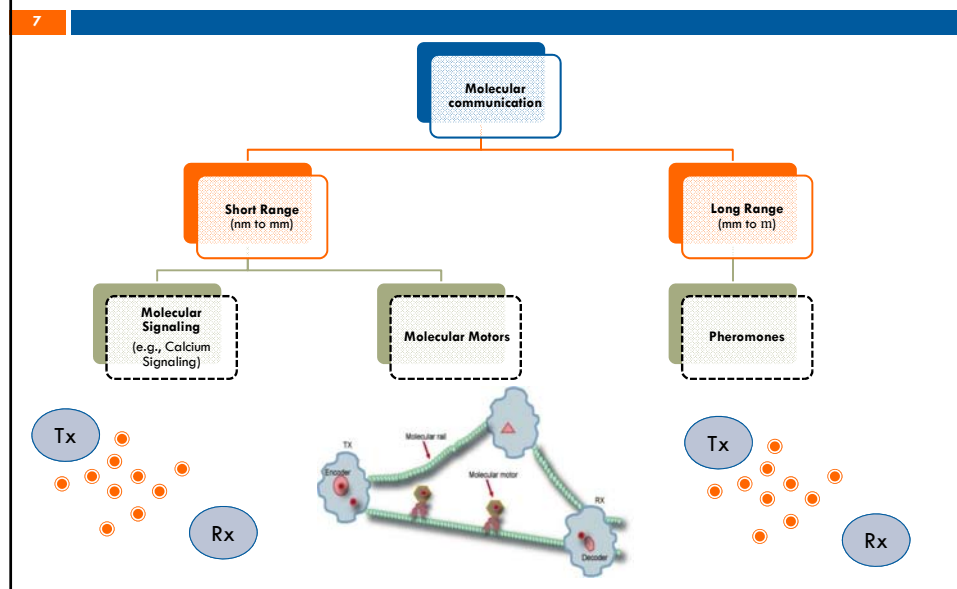 7
Molecular
communication
Short Range
(nm to mm)
Long Range
(mm to m)
Molecular
Signaling
(e.g., Calcium
Signaling)
Molecular Motors
Pheromones
Tx
Rx
TX
Molecular rail
Encoder
Molecular motor
RX
Decoder
Tx
Rx